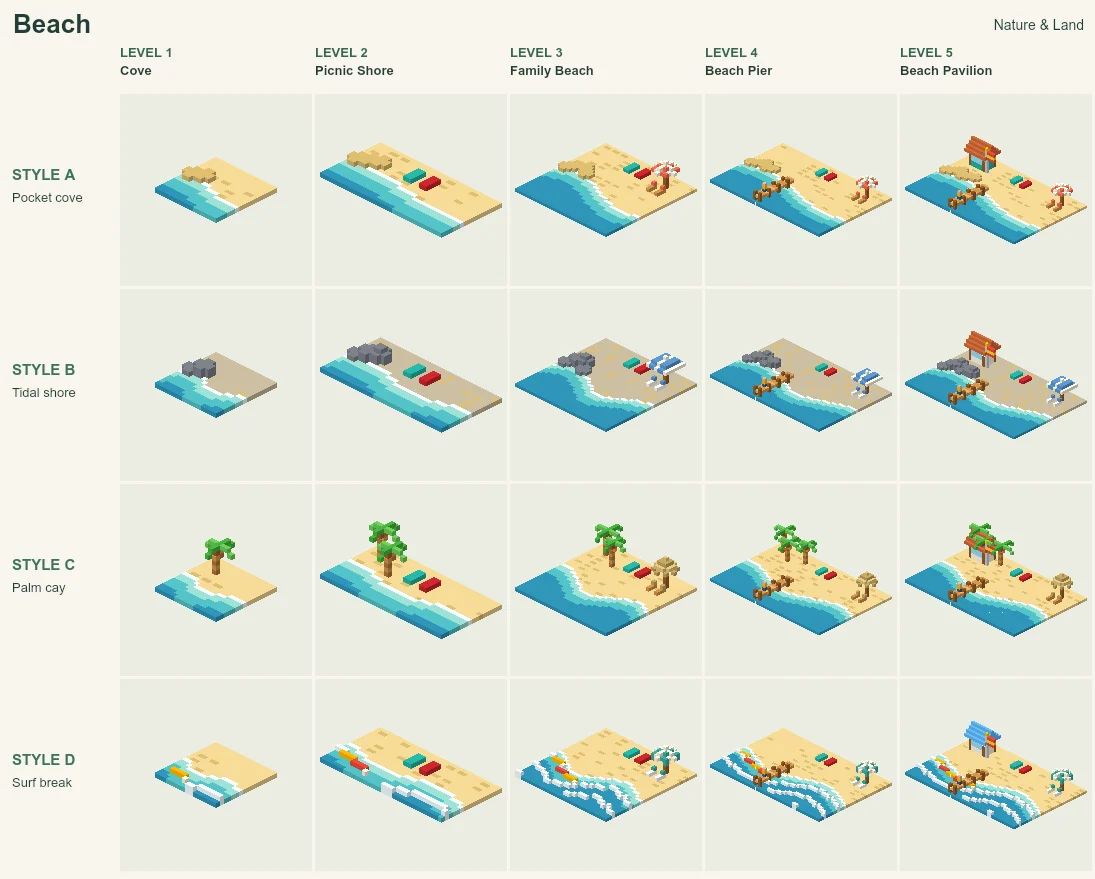 Beach
Nature & Land
LEVEL 1
Cove
LEVEL 2
Picnic Shore
LEVEL 3
Family Beach
LEVEL 4
Beach Pier
LEVEL 5
Beach Pavilion
STYLE A
Pocket cove
STYLE B
Tidal shore
STYLE C
Palm cay
STYLE D
Surf break